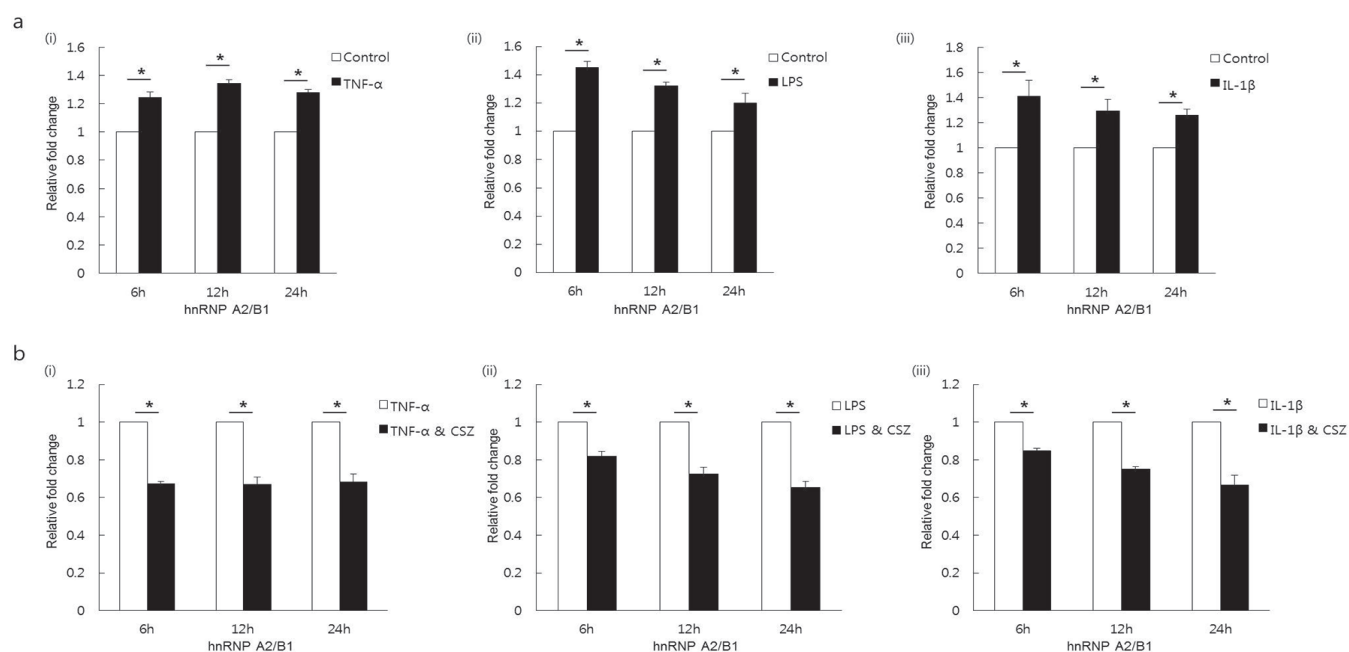 a
(i)
1.6
1.4
1.2
1
0.8
0.6
0.4
0.2
0
Relative fold change
*
*
*
Control
TNF-α
6h 12h 24h
hnRNP A2/B1
(ii)
1.6
1.4
1.2
1
0.8
0.6
0.4
0.2
0
Relative fold change
*
*
*
Control
LPS
6h 12h 24h
hnRNP A2/B1
(iii)
1.8
1.6
1.4
1.2
1
0.8
0.6
0.4
0.2
0
Relative fold change
*
*
*
Control
IL-1β
6h 12h 24h
hnRNP A2/B1
b
(i)
1.2
1
0.8
0.6
0.4
0.2
0
Relative fold change
*
*
*
TNF-α
TNF-α & CSZ
6h 12h 24h
hnRNP A2/B1
(ii)
1.2
1
0.8
0.6
0.4
0.2
0
Relative fold change
*
*
*
LPS
LPS & CSZ
6h 12h 24h
hnRNP A2/B1
(iii)
1.2
1
0.8
0.6
0.4
0.2
0
Relative fold change
*
*
*
IL-1β
IL-1β & CSZ
6h 12h 24h
hnRNP A2/B1